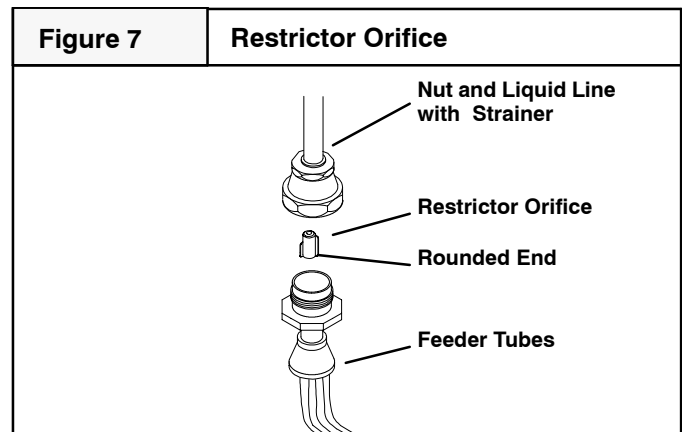 Figure 7
Restrictor Orifice
Nut and Liquid Line
with Strainer
Restrictor Orifice
Rounded End
Feeder Tubes